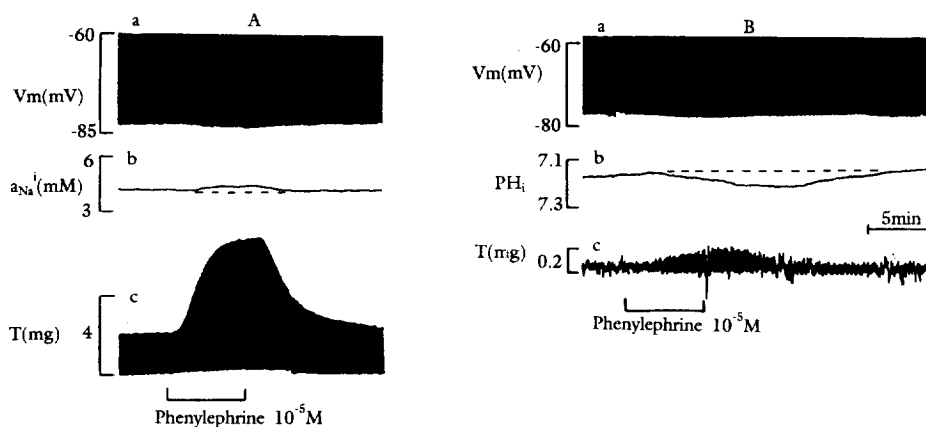 a A
-60
Vm(mV)
-85
b
6
aNa i(mM)
3
c
T(mg)
4
Phenylephrine 10-5M
a B
-60
Vm(mV)
-80
b
7.1
PHi
7.3
5min
c
T(mg)
0.2
Phenylephrine 10-5M